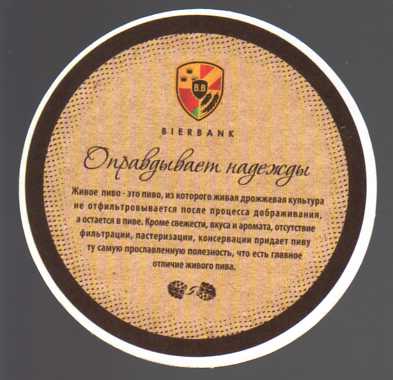 B.B
BIERBANK
Оправдывает надежды
Живое пиво - это пиво, из которого живая дрожжевая культура
не отфильтровывается после процесса дображивания,
а остается в пиве. Кроме свежести, вкуса и аромата, отсутствие
фильтрации, пастеризации, консервации придает пиву
ту самую прославленную полезность, что есть главное
отличие живого пива.